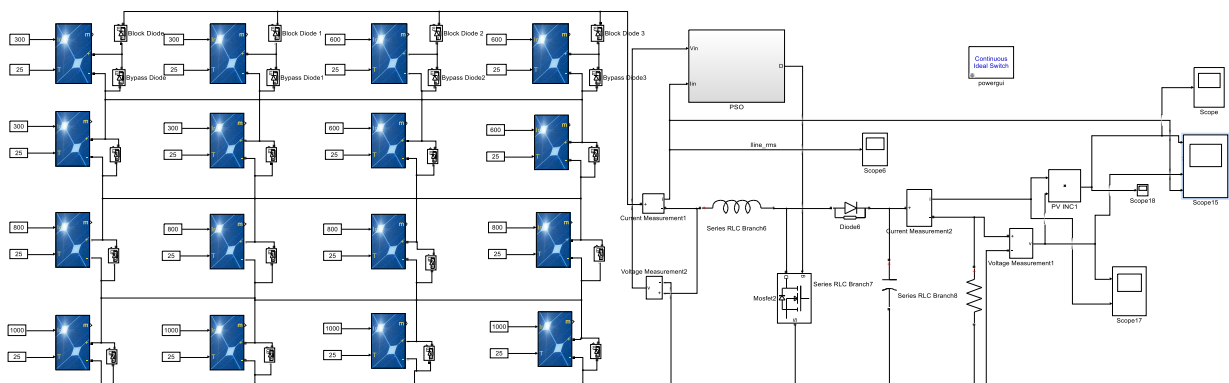 300
25
m
Ir
T
Block Diode
Bypass Diode
300
25
m
T
Block Diode 1
Bypass Diode1
600
25
m
T
Block Diode 2
Bypass Diode2
600
25
m
T
Block Diode 3
Bypass Diode3
Vin
Iin
D
PSO
Continuous
Ideal Switch
powergui
Scope
300
25
m
T
300
25
m
T
600
25
m
T
600
25
m
T
Iline_rms
Scope6
PV INC1
Scope18
Scope15
800
25
m
T
800
25
m
T
800
25
m
T
800
25
m
T
Current Measurement1
Series RLC Branch6
Diode6
Current Measurement2
Voltage Measurement1
Voltage Measurement2
Mosfet2
Series RLC Branch7
Series RLC Branch8
Scope17
1000
25
m
T
1000
25
m
T
1000
25
m
T
1000
25
m
T